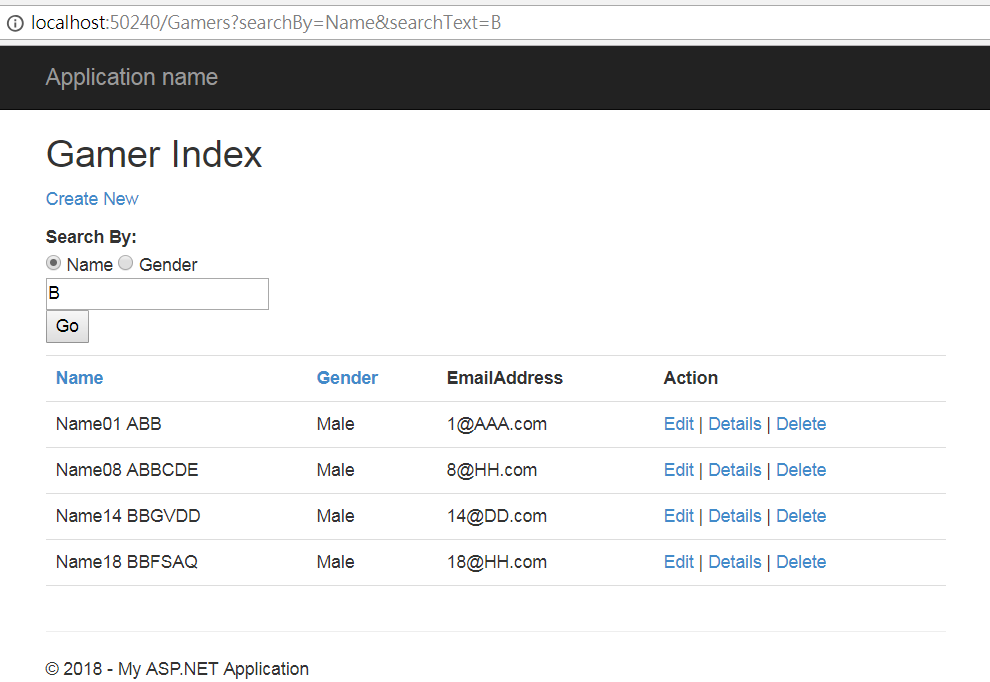 localhost:50240/Gamers?searchBy=Name&searchText=B
Application name
Gamer Index
Create New
Search By:
Name Gender
B
Go
Name Gender EmailAddress Action
Name01 ABB Male 1@AAA.com Edit | Details | Delete
Name08 ABBCDE Male 8@HH.com Edit | Details | Delete
Name14 BBGVDD Male 14@DD.com Edit | Details | Delete
Name18 BBFSAQ Male 18@HH.com Edit | Details | Delete
© 2018 - My ASP.NET Application